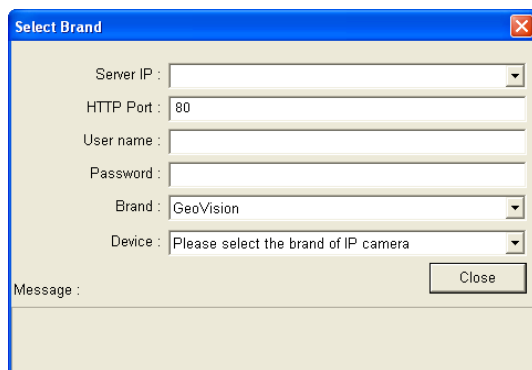 Select Brand
Server IP :
HTTP Port : 80
User name :
Password :
Brand : GeoVision
Device : Please select the brand of IP camera
Close
Message :